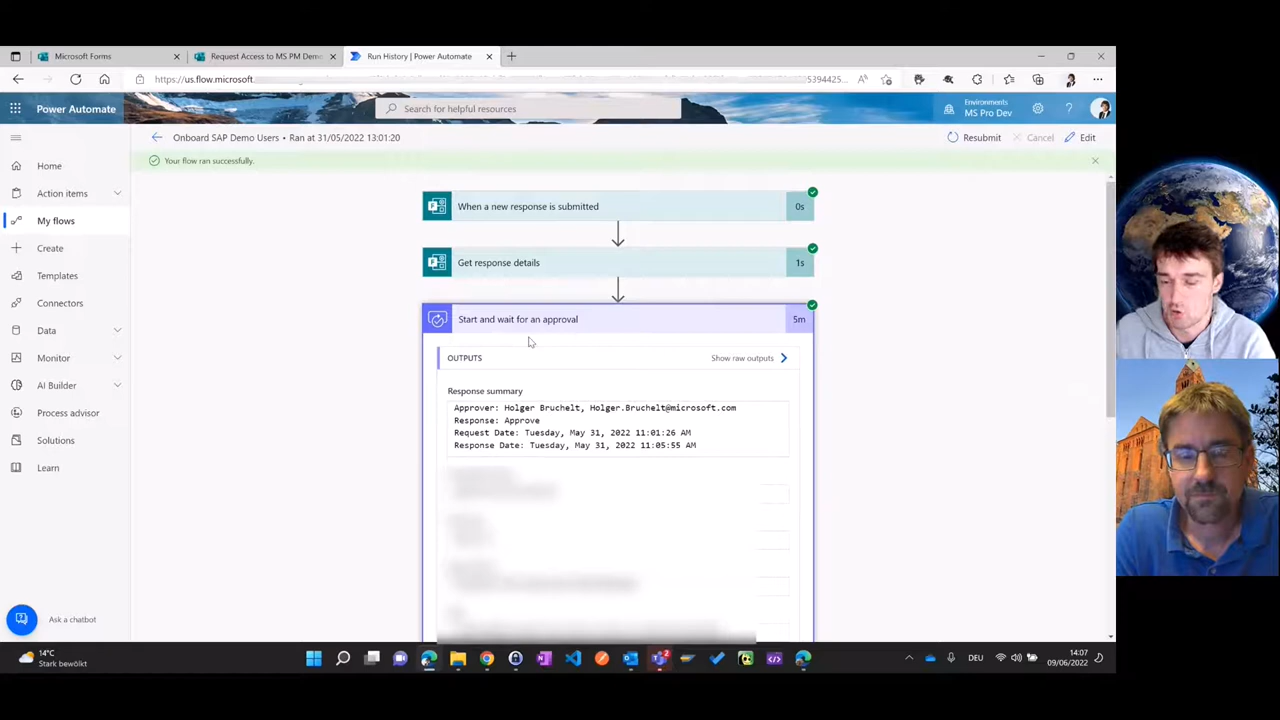 Microsoft Forms
Request Access to MS PM Demo
Run History | Power Automate
https://us.flow.microsoft.
5394425...
Power Automate
Search for helpful resources
Environments
MS Pro Dev
Onboard SAP Demo Users • Ran at 31/05/2022 13:01:20
Resubmit
Cancel
Edit
Your flow ran successfully.
Home
Action items
My flows
Create
Templates
Connectors
Data
Monitor
AI Builder
Process advisor
Solutions
Learn
Ask a chatbot
When a new response is submitted
0s
Get response details
1s
Start and wait for an approval
5m
OUTPUTS
Show raw outputs
Response summary
Approver: Holger Bruchelt, Holger.Bruchelt@microsoft.com
Response: Approve
Request Date: Tuesday, May 31, 2022 11:01:26 AM
Response Date: Tuesday, May 31, 2022 11:05:55 AM
14°C
Stark bewölkt
DEU
14:07
09/06/2022